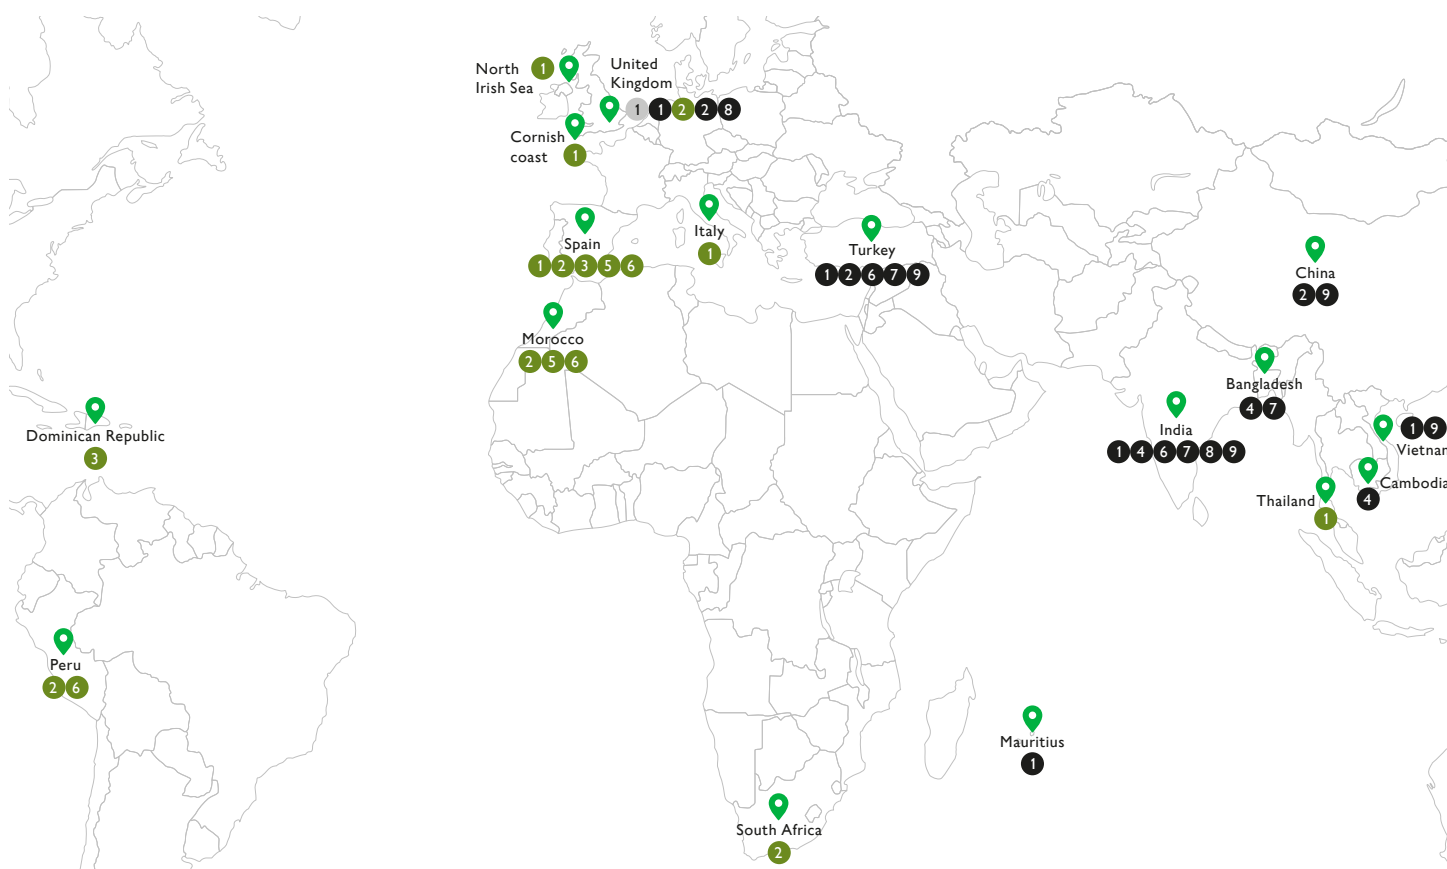 North
Irish Sea
1
United
Kingdom
1 1 2 2 8
Cornish
coast
1
Spain
1 2 3 5 6
Italy
1
Turkey
1 2 6 7 9
China
2 9
Morocco
2 5 6
Bangladesh
4 7
Dominican Republic
3
India
1 4 6 7 8 9
1 9
Vietnam
Cambodia
4
Thailand
1
Peru
2 6
Mauritius
1
South Africa
2